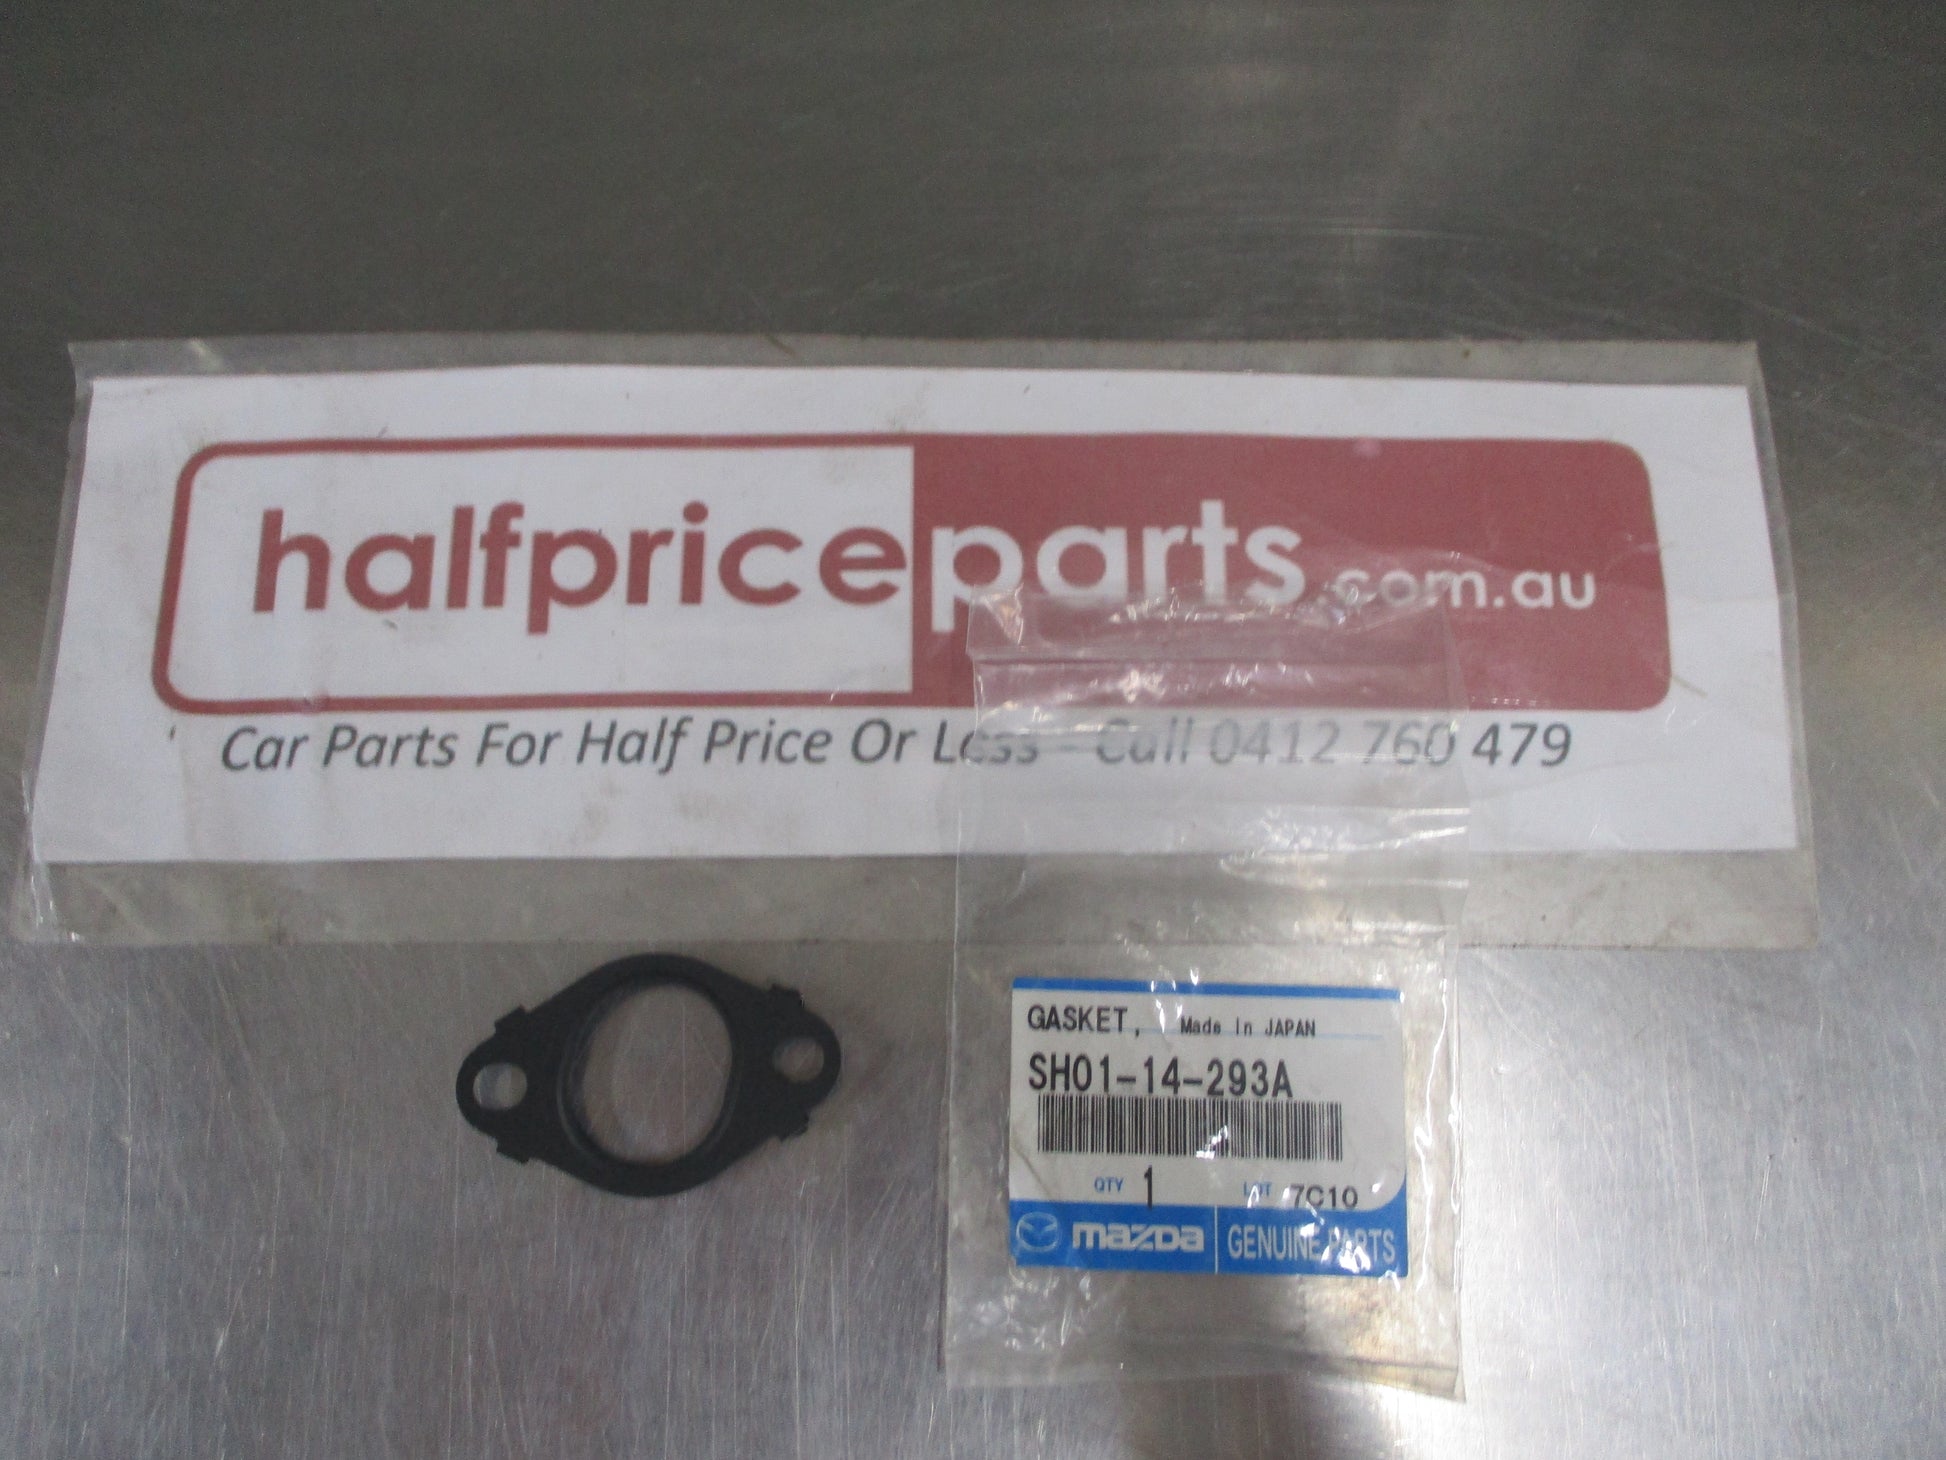 halfpriceparts.com.au
Car Parts For Half Price Or Less - Call 0412 760 479
GASKET, Made In JAPAN
SH01-14-293A
QTY 1 LOT 7C10
mazda GENUINE PARTS